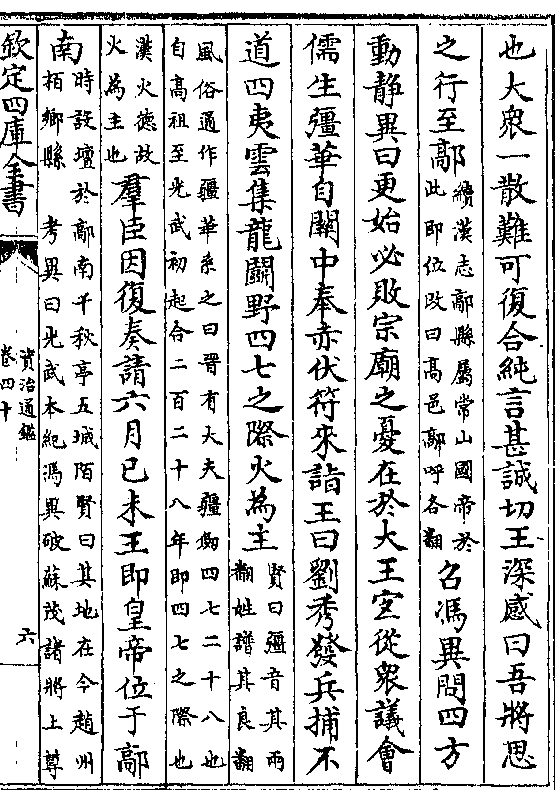 也大衆一散難可復合純言甚誠切王深感曰吾將思
之行至鄗續漢志鄗縣屬常山國帝於
此即位改曰高邑鄗呼各翻召馮異問四方
動靜異曰更始必敗宗廟之憂在於大王宜從衆議會
儒生彊華自關中奉赤伏符來詣王曰劉秀發兵捕不
道四夷雲集龍鬭野四七之際火為主賢曰彊音其兩
翻姓譜其良翻
風俗通作彊華系之曰晉有大夫彊劍四七二十八也
自高祖至光武初起合二百二十八年即四七之際也
漢火德故
火為主也羣臣因復奏請六月已未王即皇帝位于鄗
南時設壇於鄗南千秋亭五城陌賢曰其地在今趙州
栢鄉縣 考異曰光武本紀馮異破蘇茂諸將上尊
欽定四庫全書
資治通鑑
卷四十
六